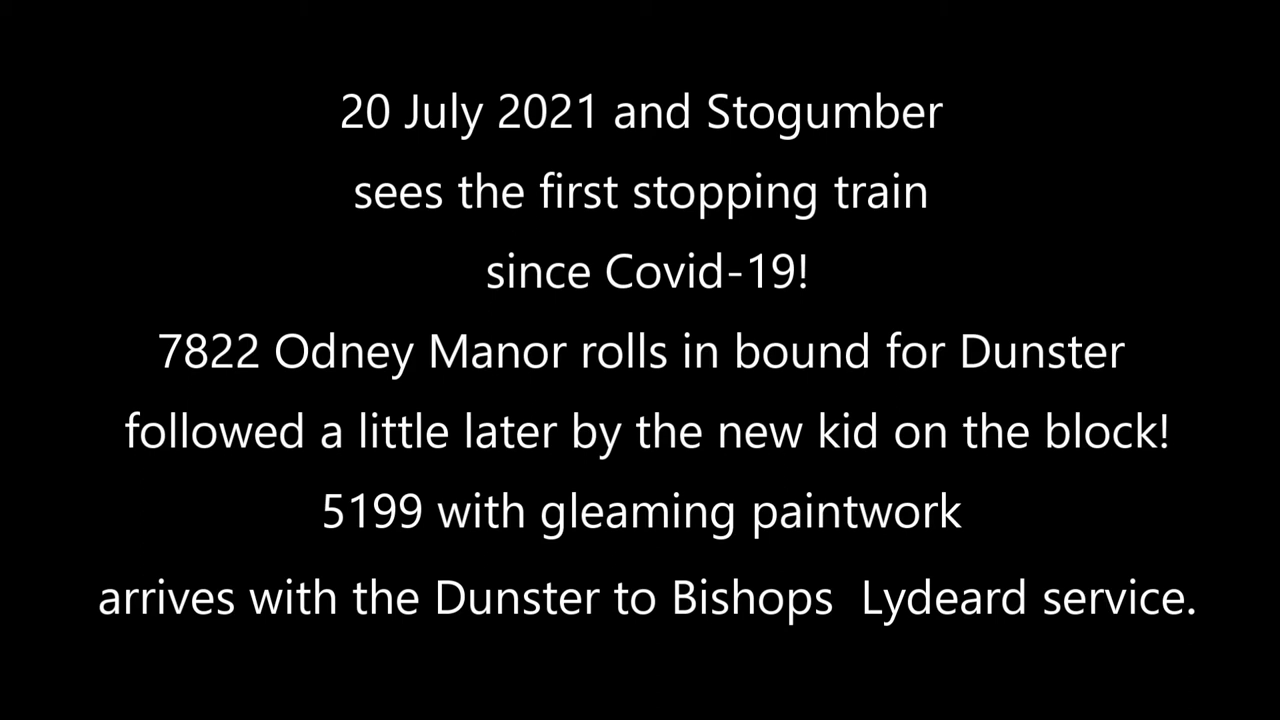 20 July 2021 and Stogumber
sees the first stopping train
since Covid-19!
7822 Odney Manor rolls in bound for Dunster
followed a little later by the new kid on the block!
5199 with gleaming paintwork
arrives with the Dunster to Bishops  Lydeard service.